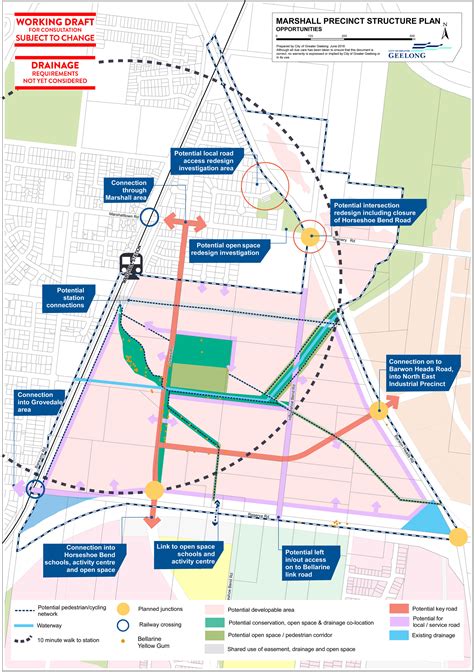 WORKING DRAFT
FOR CONSULTATION
SUBJECT TO CHANGE
DRAINAGE
REQUIREMENTS
NOT YET CONSIDERED
MARSHALL PRECINCT STRUCTURE PLAN
OPPORTUNITIES
Prepared by City of Greater Geelong, June 2018
GEELONG
Potential local road
access redesign
investigation area
Connection
through
Marshall area
Marshalltown Rd
Potential intersection
redesign including closure
of Horseshoe Bend Road
Potential open space
redesign investigation
Tannery Rd
Potential
station
connections
Connection on to
Barwon Heads Road,
into North East
Industrial Precinct
Connection
into Grovedale
area
Reserve Rd
Connection into
Horseshoe Bend
schools, activity centre
and open space
Link to open space
schools and
activity centre
Potential left
in/out access
on to Bellarine
link road
Potential pedestrian/cycling
network
Waterway
10 minute walk to station
Planned junctions
Railway crossing
Bellarine
Yellow Gum
Potential developable area
Potential conservation, open space & drainage co-location
Potential open space / pedestrian corridor
Shared use of easement, drainage and open space
Potential key road
Potential for
local / service road
Existing drainage